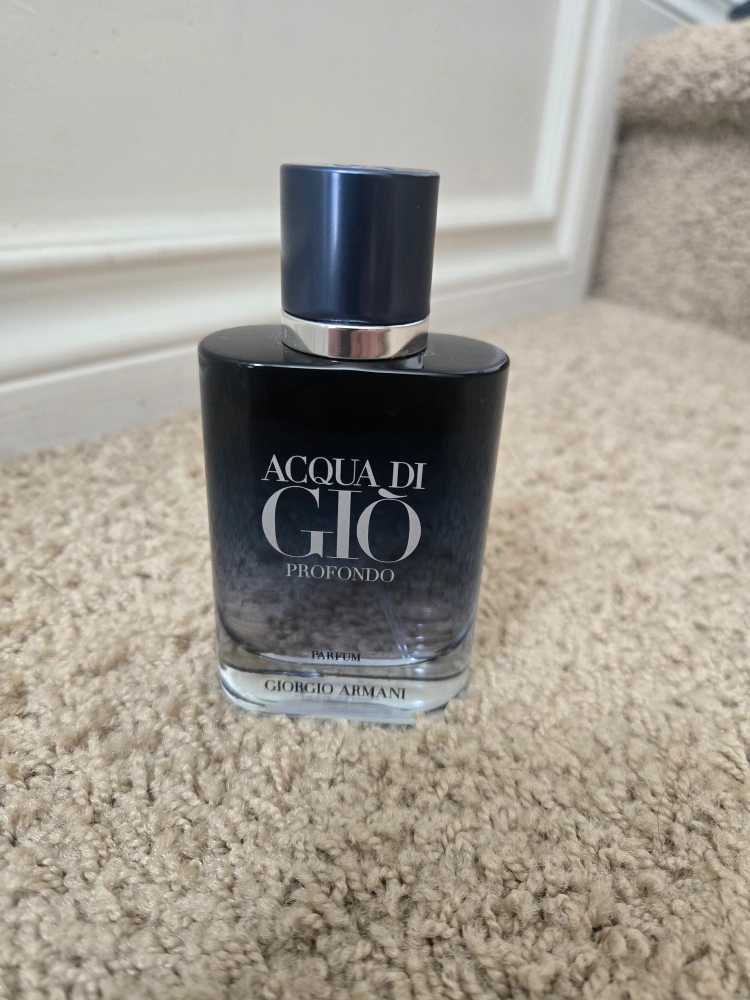 ACQUA DI
GIÒ
PROFONDO
PARFUM
GIORGIO ARMANI